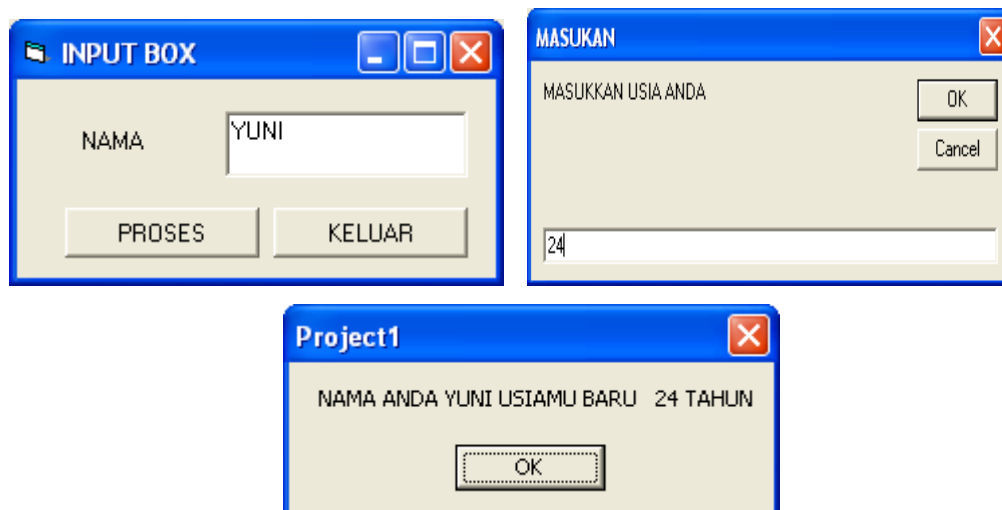 INPUT BOX
NAMA YUNI
PROSES KELUAR
MASUKAN
MASUKKAN USIA ANDA
OK
Cancel
24
Project1
NAMA ANDA YUNI USIAMU BARU   24 TAHUN
OK